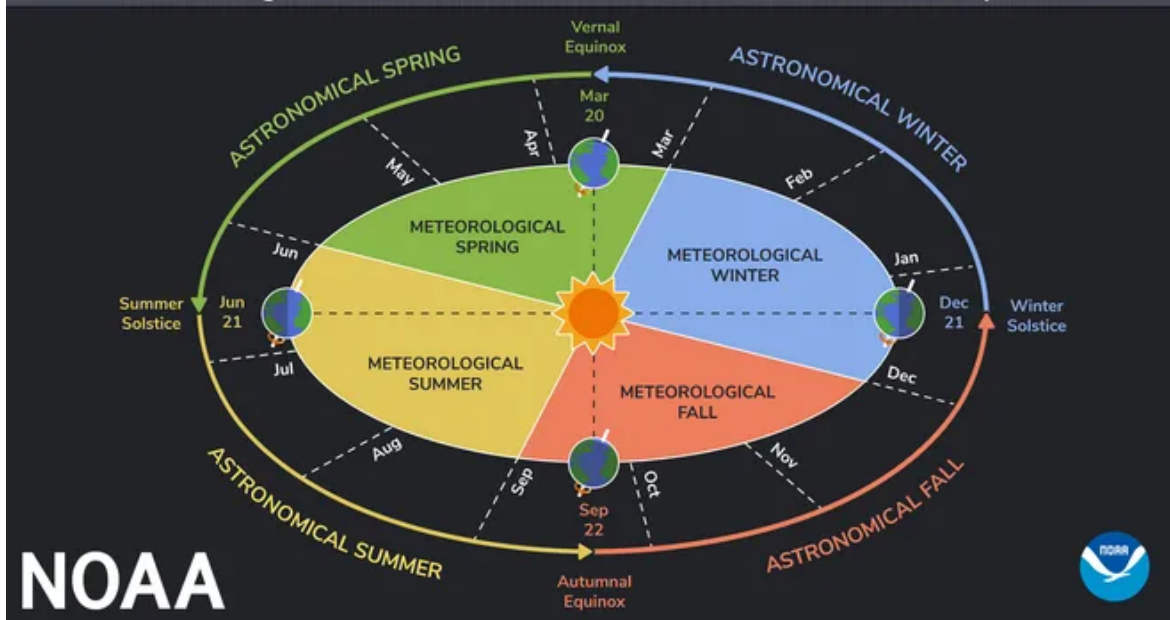 Vernal
Equinox
ASTRONOMICAL SPRING
ASTRONOMICAL WINTER
Mar
20
Apr
Mar
May
Feb
METEOROLOGICAL
SPRING
METEOROLOGICAL
WINTER
Jun
Jan
Summer
Solstice
Jun
21
Dec
21
Winter
Solstice
Jul
METEOROLOGICAL
SUMMER
METEOROLOGICAL
FALL
Dec
Aug
Sep
Oct
Nov
ASTRONOMICAL SUMMER
Sep
22
ASTRONOMICAL FALL
Autumnal
Equinox
NOAA
NOAA